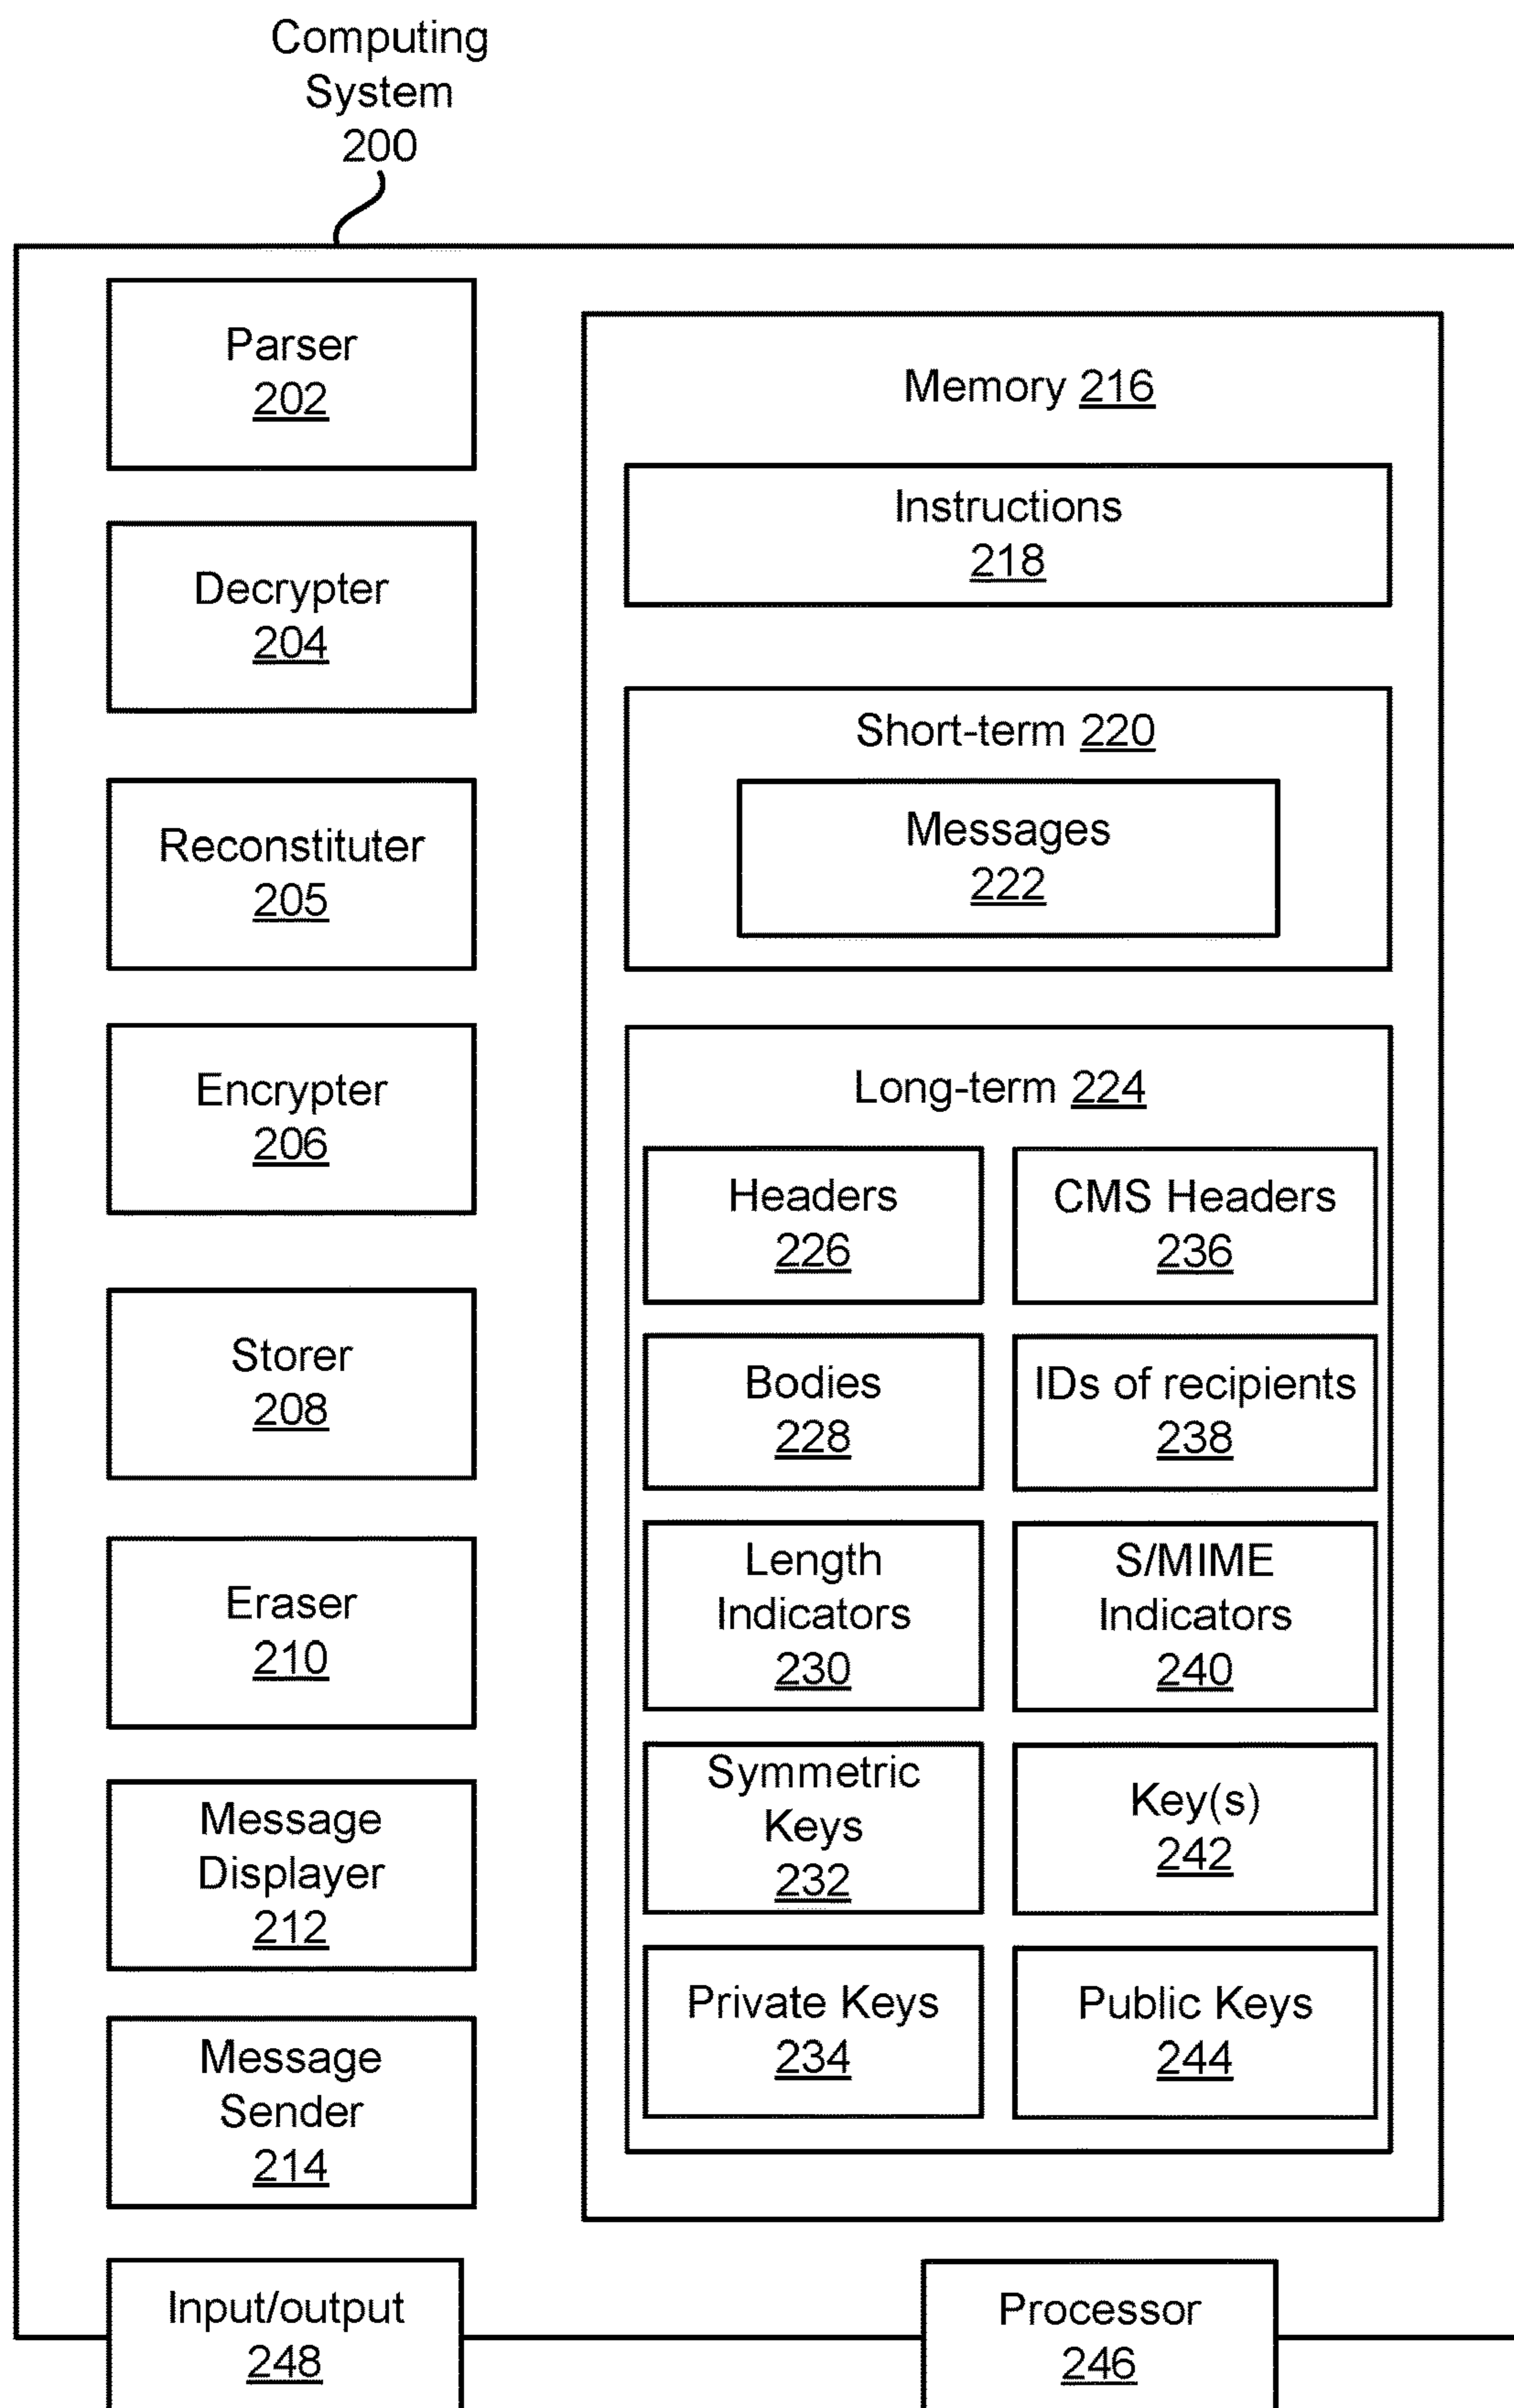 Computing
System
200
Parser
202
Decrypter
204
Reconstituter
205
Encrypter
206
Storer
208
Eraser
210
Message
Displayer
212
Message
Sender
214
Input/output
248
Memory 216
Instructions
218
Short-term 220
Messages
222
Long-term 224
Headers
226
CMS Headers
236
Bodies
228
IDs of recipients
238
Length
Indicators
230
S/MIME
Indicators
240
Symmetric
Keys
232
Key(s)
242
Private Keys
234
Public Keys
244
Processor
246